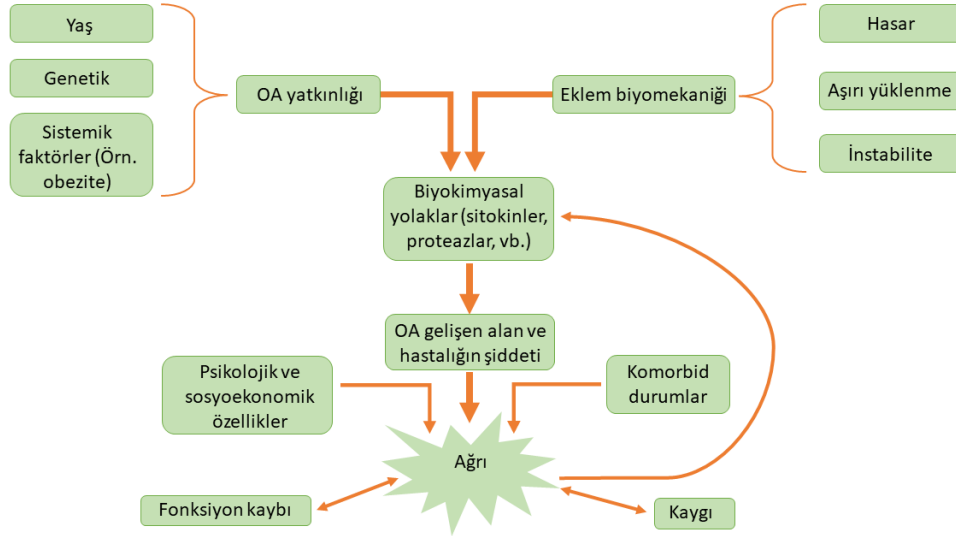 Yaş
Genetik
Sistemik
faktörler (Örn.
obezite)
OA yatkınlığı
Eklem biyomekaniği
Hasar
Aşırı yüklenme
İnstabilite
Biyokimyasal
yolaklar (sitokinler,
proteazlar, vb.)
OA gelişen alan ve
hastalığın şiddeti
Psikolojik ve
sosyoekonomik
özellikler
Komorbid
durumlar
Ağrı
Fonksiyon kaybı
Kaygı